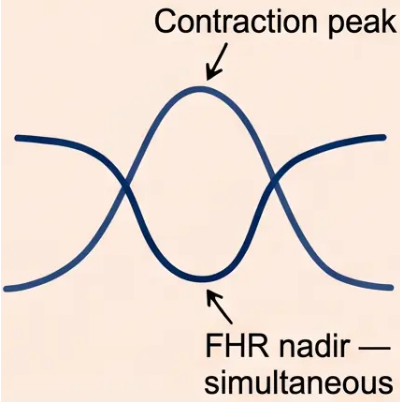 Contraction peak
FHR nadir —
simultaneous